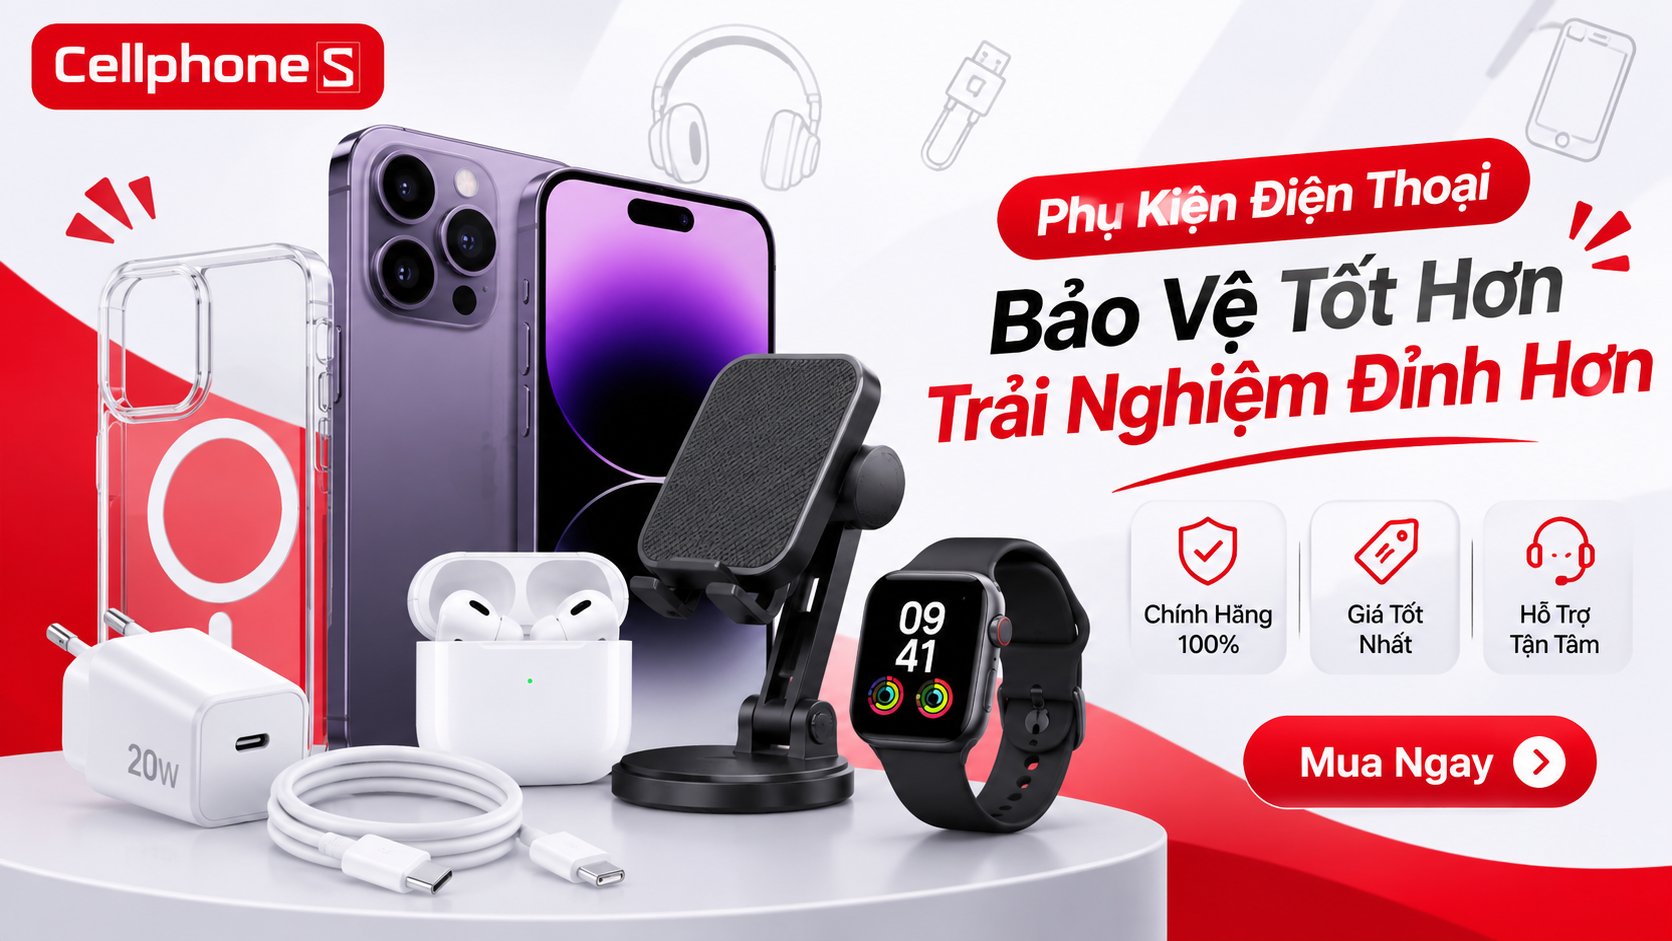 CellphoneS
Phụ Kiện Điện Thoại
Bảo Vệ Tốt Hơn
Trải Nghiệm Đỉnh Hơn
Chính Hãng
100%
Giá Tốt
Nhất
Hỗ Trợ
Tận Tâm
Mua Ngay
09
41
20W